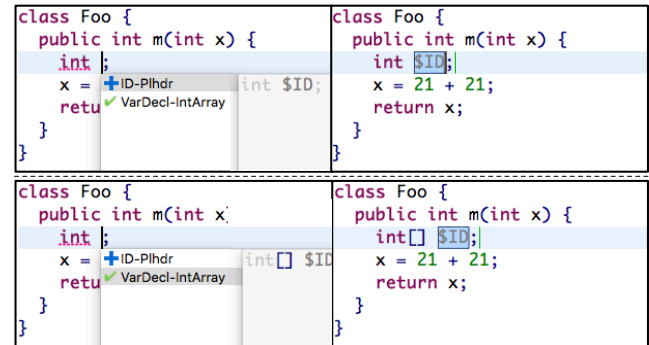 class Foo {
public int m(int x) {
int ;
x = ID-Plhdr int $ID;
retu VarDecl-IntArray
}
}
class Foo {
public int m(int x) {
int $ID;
x = 21 + 21;
return x;
}
}
class Foo {
public int m(int x
int ;
x = ID-Plhdr int[] $ID
retu VarDecl-IntArray
}
}
class Foo {
public int m(int x) {
int[] $ID;
x = 21 + 21;
return x;
}
}